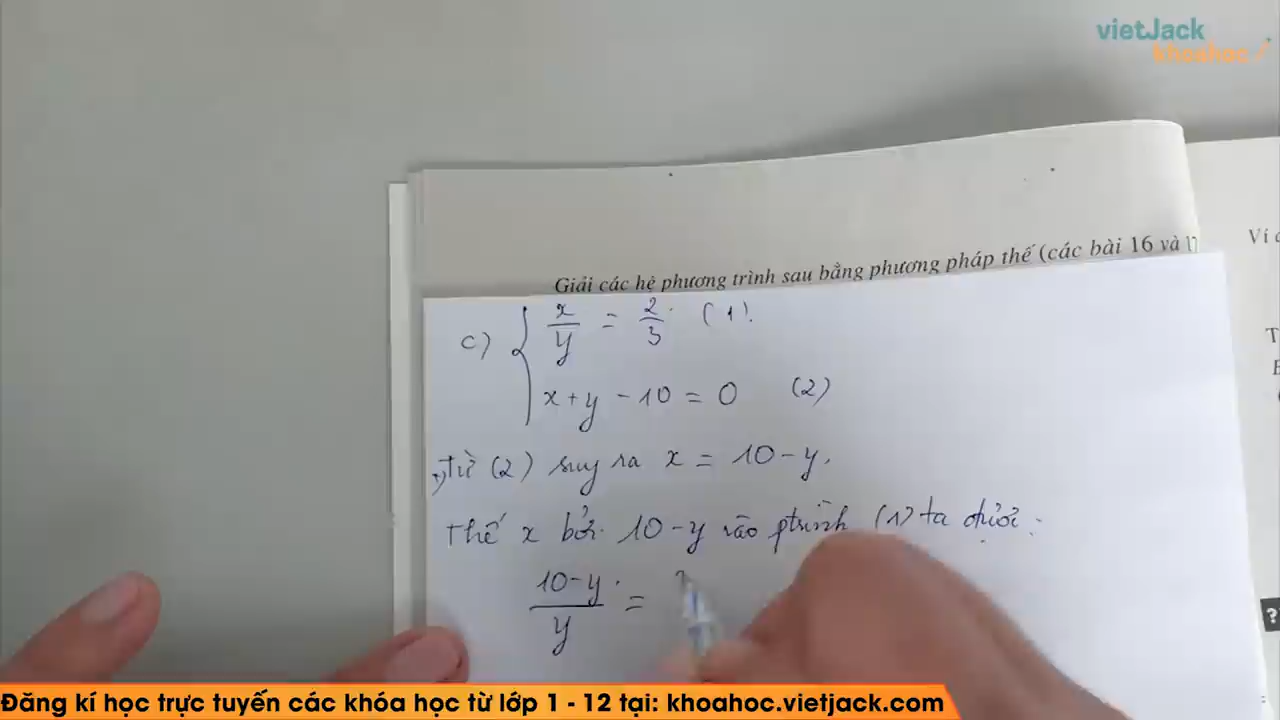 vietJack
khoahoc
Giải các hệ phương trình sau bằng phương pháp thế (các bài 16 và 17
Ví
c) { x/y = 2/3 (1)
x + y - 10 = 0 (2)
Từ (2) suy ra x = 10 - y.
Thế x bởi 10 - y vào ptrình (1) ta được:
(10 - y)/y =
?
Đăng kí học trực tuyến các khóa học từ lớp 1 - 12 tại: khoahoc.vietjack.com